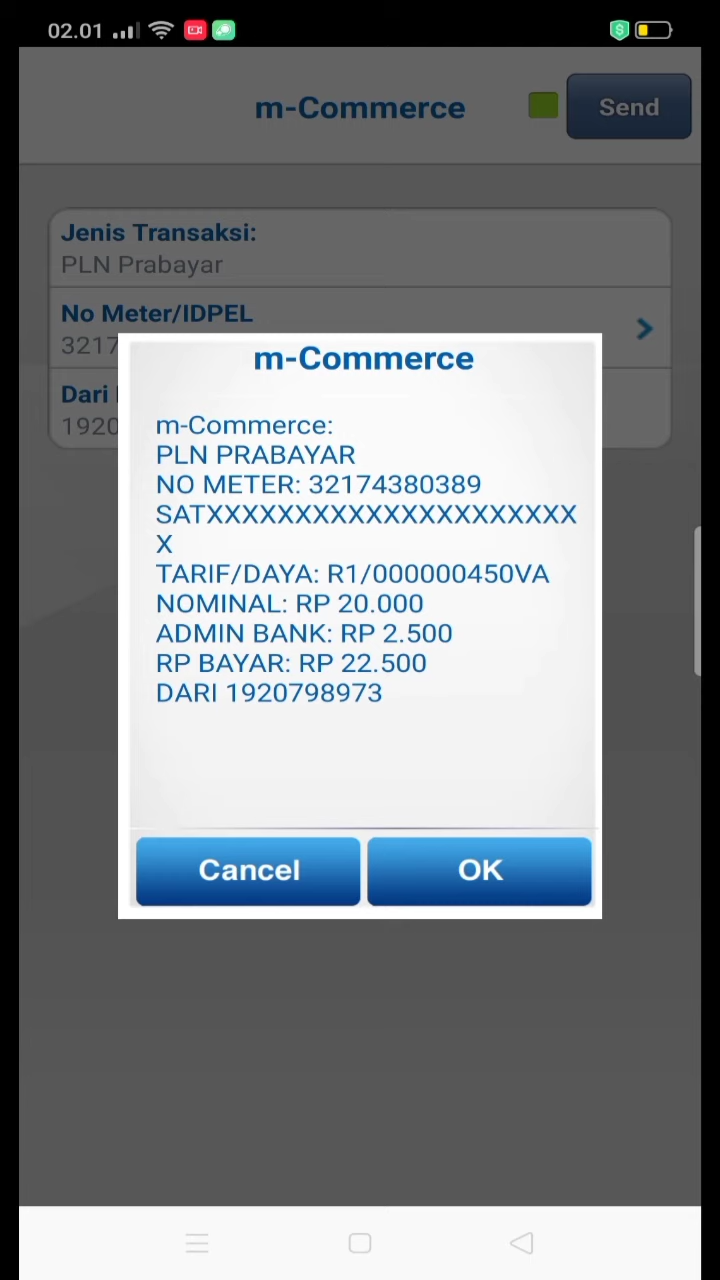 02.01
m-Commerce
Send
Jenis Transaksi:
PLN Prabayar
No Meter/IDPEL
3217
Dari
1920
m-Commerce
m-Commerce:
PLN PRABAYAR
NO METER: 32174380389
SATXXXXXXXXXXXXXXXXXXXXX
X
TARIF/DAYA: R1/000000450VA
NOMINAL: RP 20.000
ADMIN BANK: RP 2.500
RP BAYAR: RP 22.500
DARI 1920798973
Cancel
OK